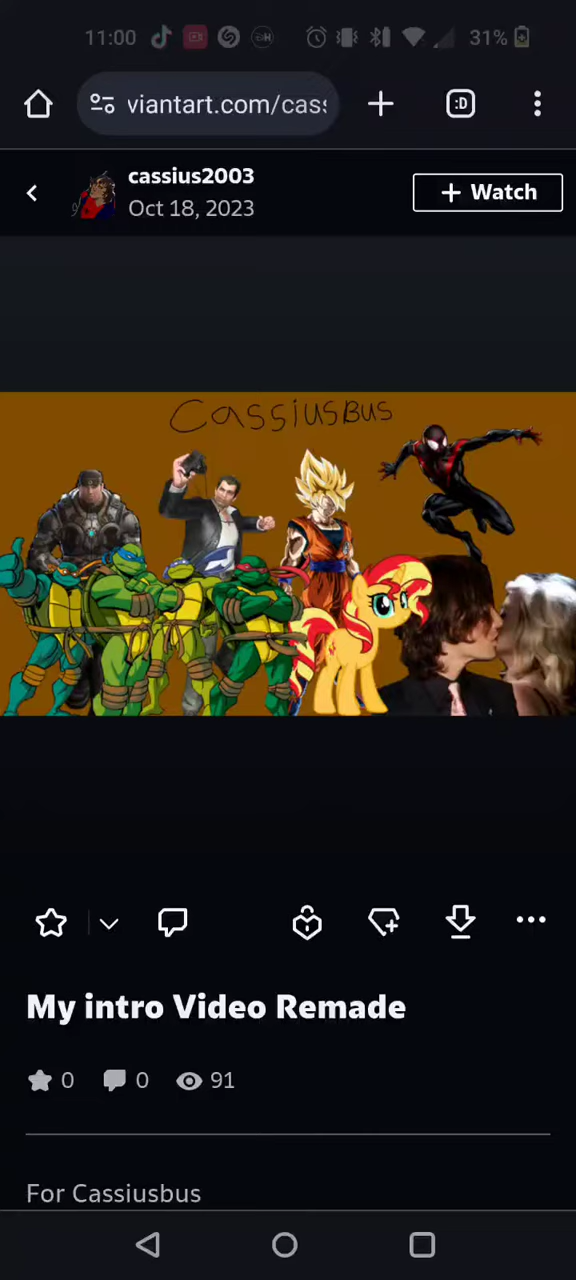 11:00
31%
viantart.com/cas
:D
cassius2003
Oct 18, 2023
+ Watch
Cassiusbus
My intro Video Remade
0 0 91
For Cassiusbus